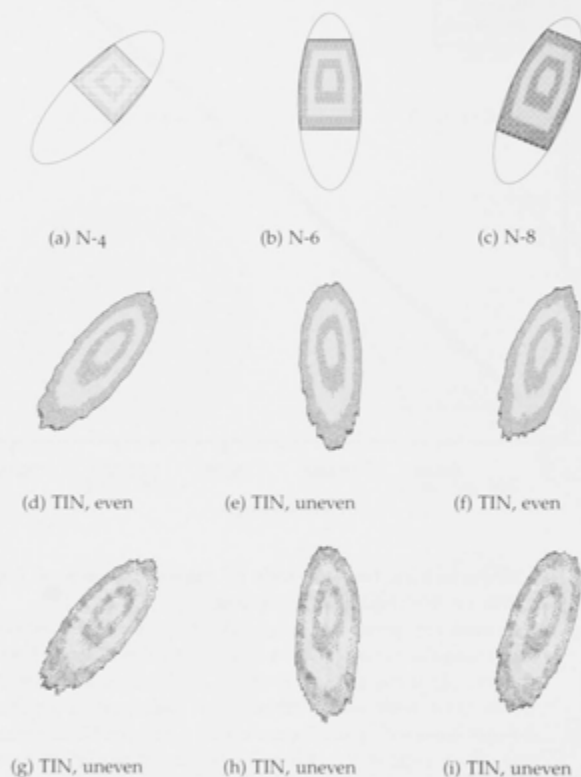 (a) N-4
(b) N-6
(c) N-8
(d) TIN, even
(e) TIN, uneven
(f) TIN, even
(g) TIN, uneven
(h) TIN, uneven
(i) TIN, uneven